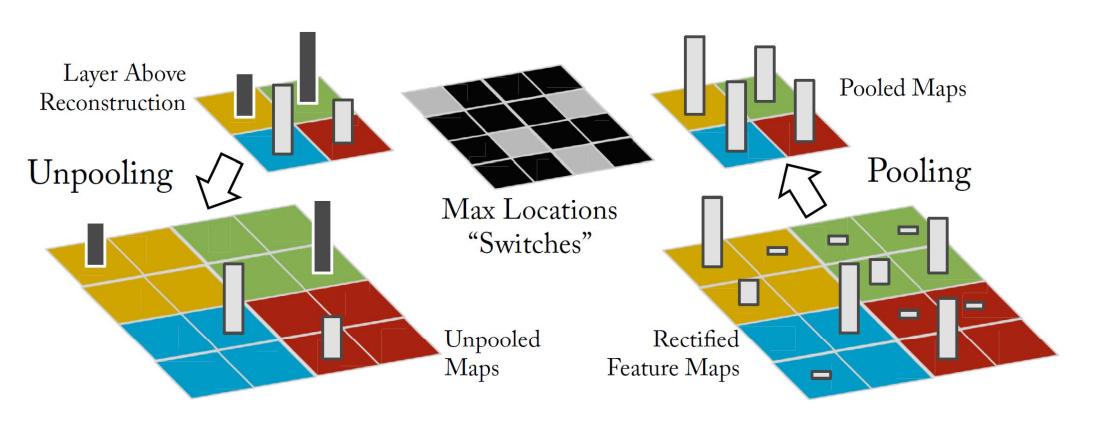 Layer Above
Reconstruction
Unpooling
Max Locations
“Switches”
Unpooled
Maps
Pooled Maps
Pooling
Rectified
Feature Maps